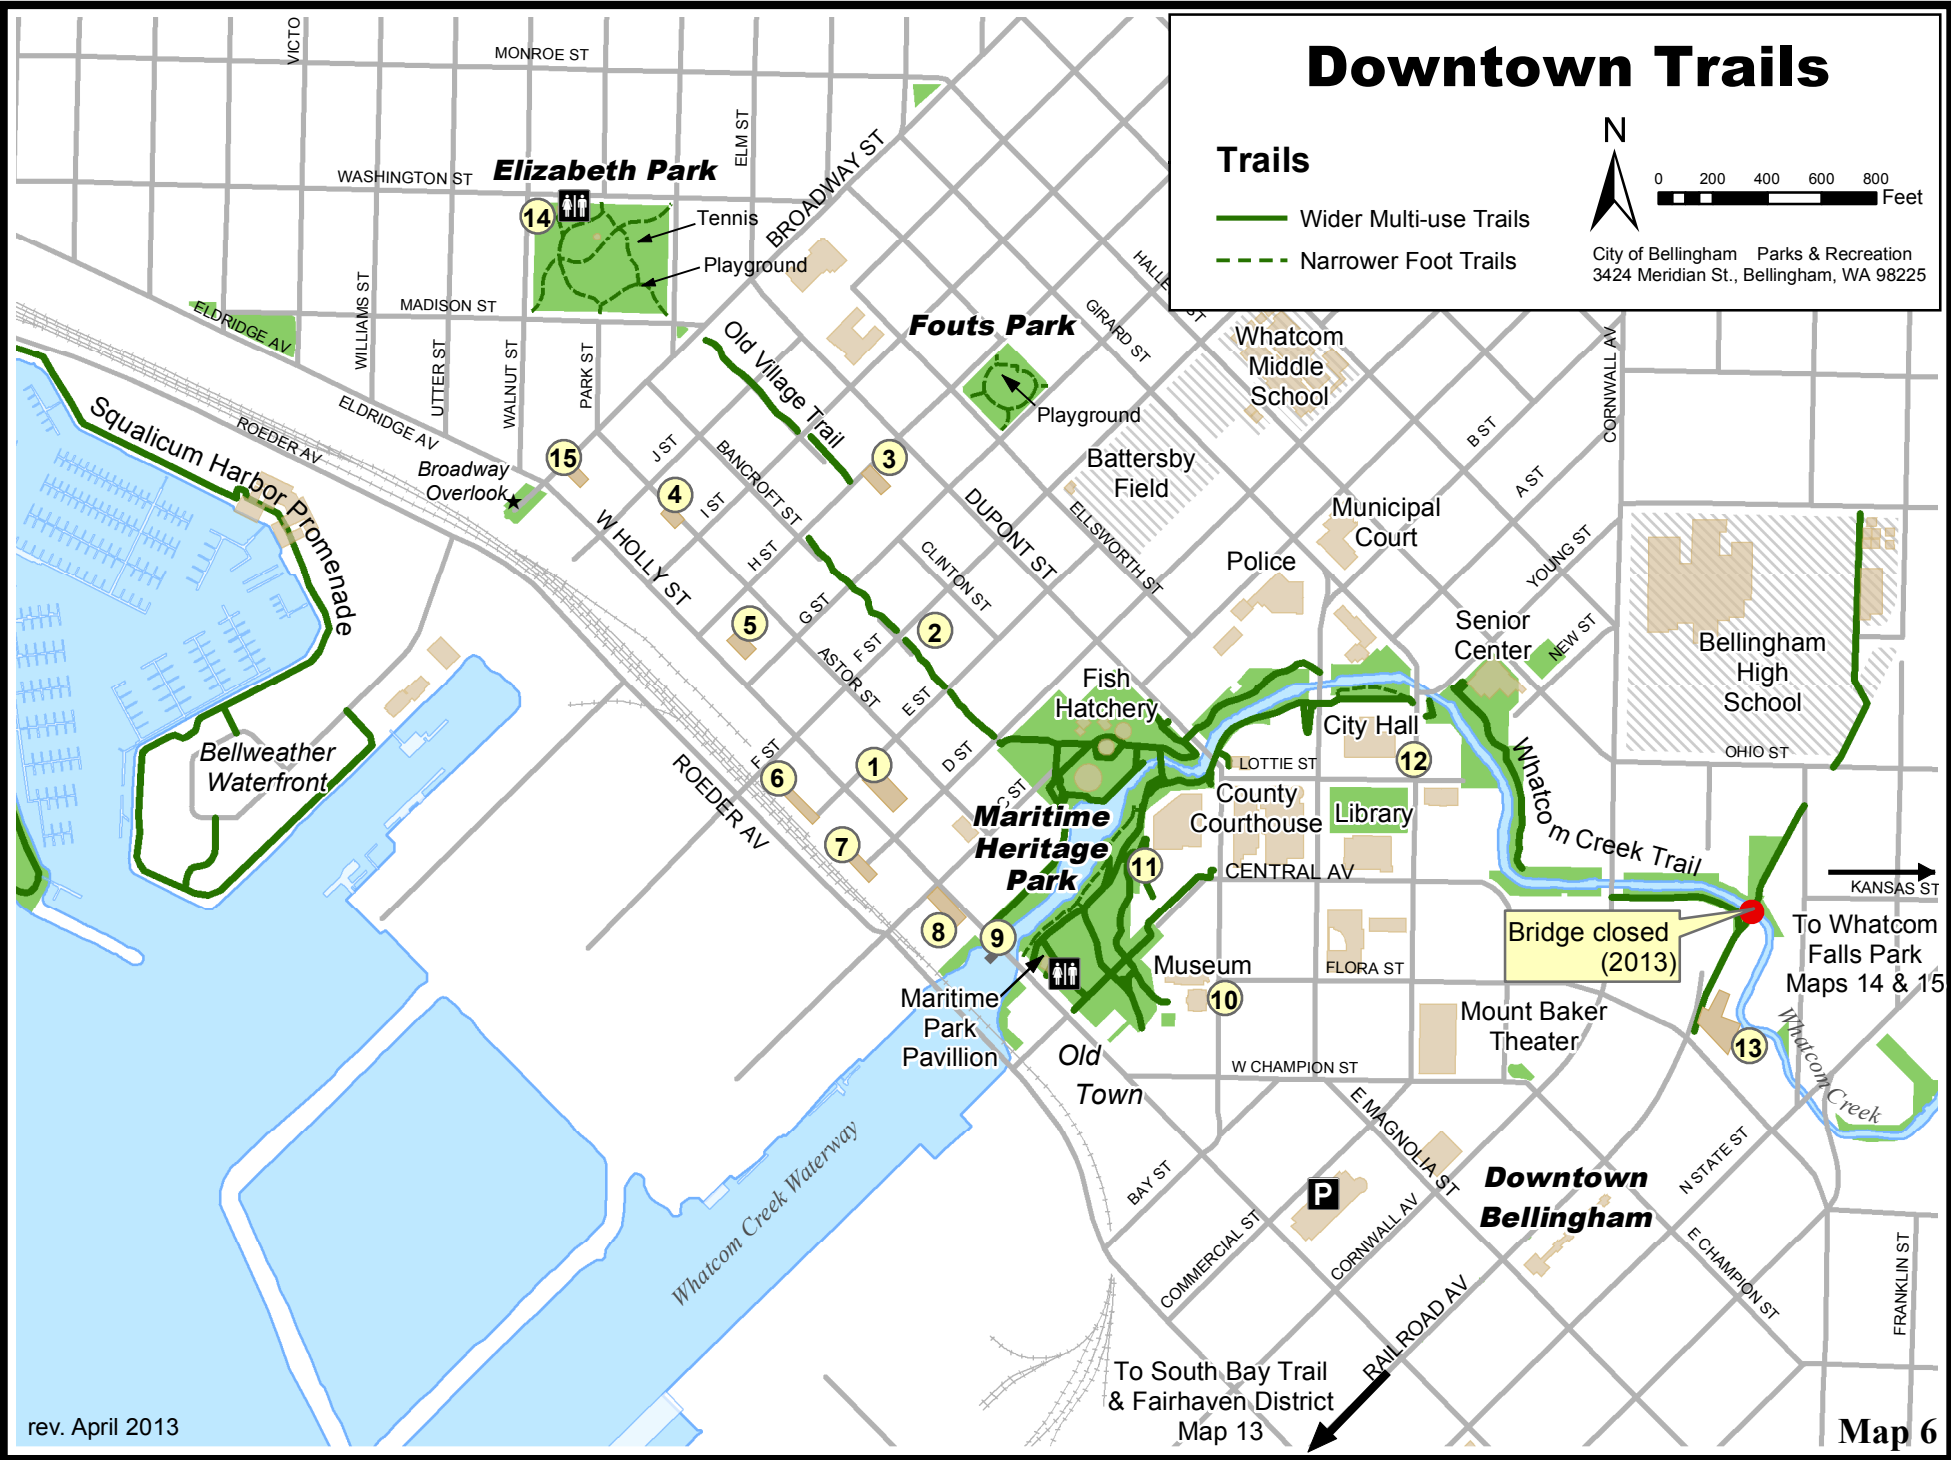 Downtown Trails
Trails
Wider Multi-use Trails
Narrower Foot Trails
N
0 200 400 600 800
Feet
City of Bellingham Parks & Recreation
3424 Meridian St., Bellingham, WA 98225
VICTO
MONROE ST
ELM ST
WASHINGTON ST
Elizabeth Park
14
Tennis
Playground
BROADWAY ST
HALLE
ST
GIRARD ST
MADISON ST
ELDRIDGE AV
WILLIAMS ST
UTTER ST
WALNUT ST
PARK ST
Old Village Trail
Fouts Park
Playground
Whatcom
Middle
School
CORNWALL AV
Squalicum Harbor Promenade
ROEDER AV
ELDRIDGE AV
Broadway
Overlook
15
J ST
4
I ST
BANCROFT ST
3
Battersby
Field
B ST
A ST
DUPONT ST
ELLSWORTH ST
Municipal
Court
Police
YOUNG ST
W HOLLY ST
H ST
CLINTON ST
G ST
5
2
F ST
ASTOR ST
E ST
Senior
Center
NEW ST
Bellingham
High
School
Fish
Hatchery
City Hall
12
OHIO ST
Bellweather
Waterfront
ROEDER AV
F ST
6
1
D ST
C ST
LOTTIE ST
County
Courthouse
Library
Whatcom Creek Trail
Maritime
Heritage
Park
7
11
CENTRAL AV
KANSAS ST
8
9
Bridge closed
(2013)
To Whatcom
Falls Park
Maps 14 & 15
Museum
10
FLORA ST
Maritime
Park
Pavillion
Old
Town
Mount Baker
Theater
13
Whatcom Creek
W CHAMPION ST
E MAGNOLIA ST
Whatcom Creek Waterway
BAY ST
P
Downtown
Bellingham
N STATE ST
COMMERCIAL ST
CORNWALL AV
E CHAMPION ST
FRANKLIN ST
RAILROAD AV
To South Bay Trail
& Fairhaven District
Map 13
rev. April 2013
Map 6